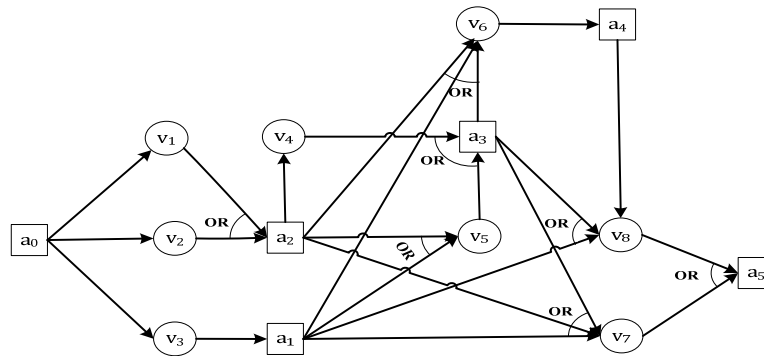 v₆
a₄
OR
v₁
v₄
a₃
OR
OR
a₀
v₂
a₂
OR
v₅
OR
v₈
OR
a₅
OR
v₃
a₁
v₇